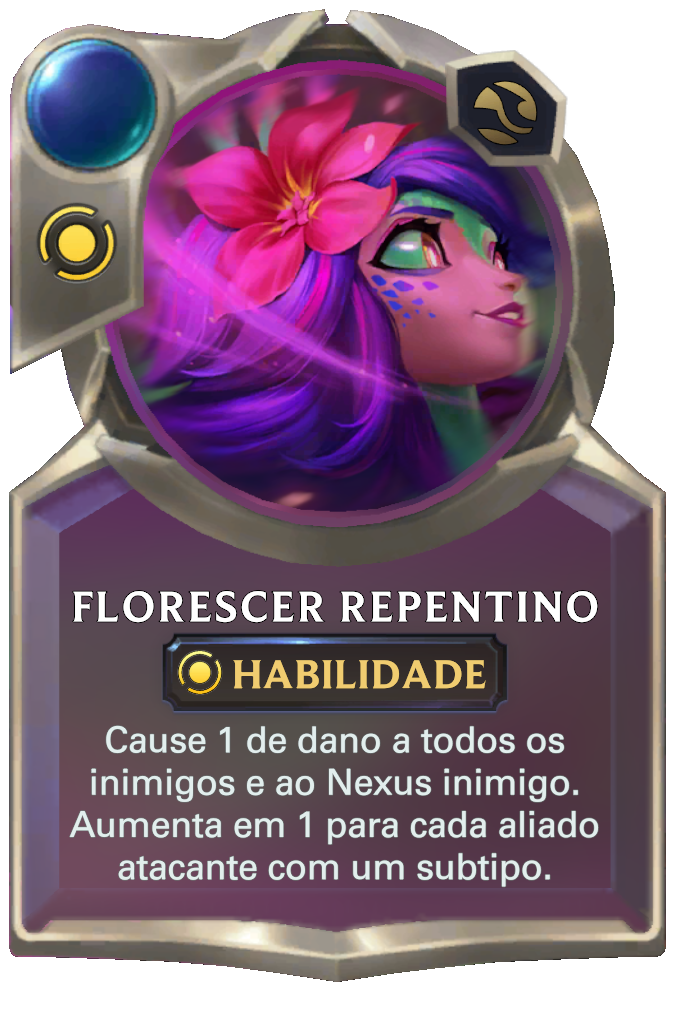 FLORESCER REPENTINO
HABILIDADE
Cause 1 de dano a todos os
inimigos e ao Nexus inimigo.
Aumenta em 1 para cada aliado
atacante com um subtipo.